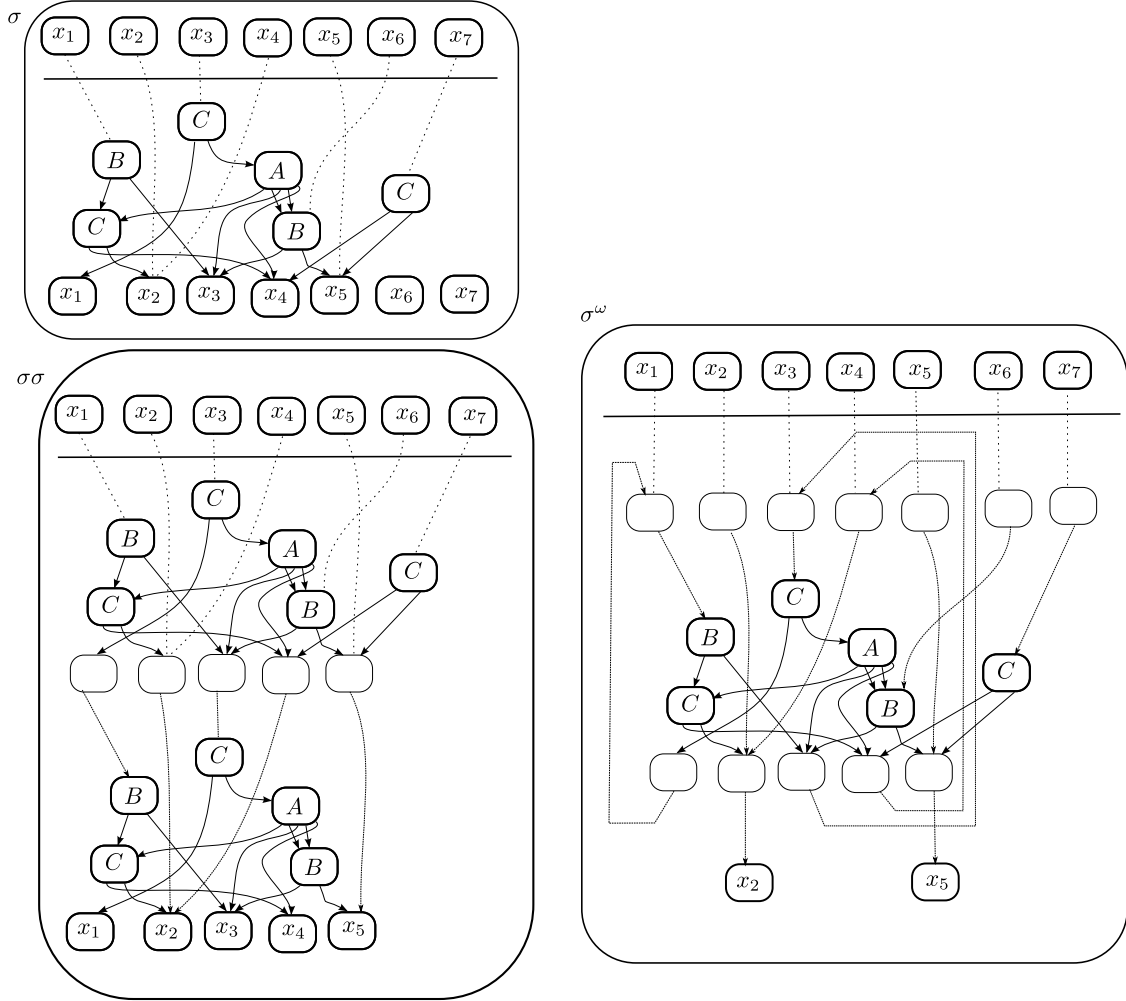 σ
x₁ x₂ x₃ x₄ x₅ x₆ x₇
C
B
A
C
C
B
x₁ x₂ x₃ x₄ x₅ x₆ x₇
σσ
x₁ x₂ x₃ x₄ x₅ x₆ x₇
C
B
A
C
C
B
C
B
A
C
B
x₁ x₂ x₃ x₄ x₅
σ^ω
x₁ x₂ x₃ x₄ x₅ x₆ x₇
C
B
A
C
C
B
x₂ x₅